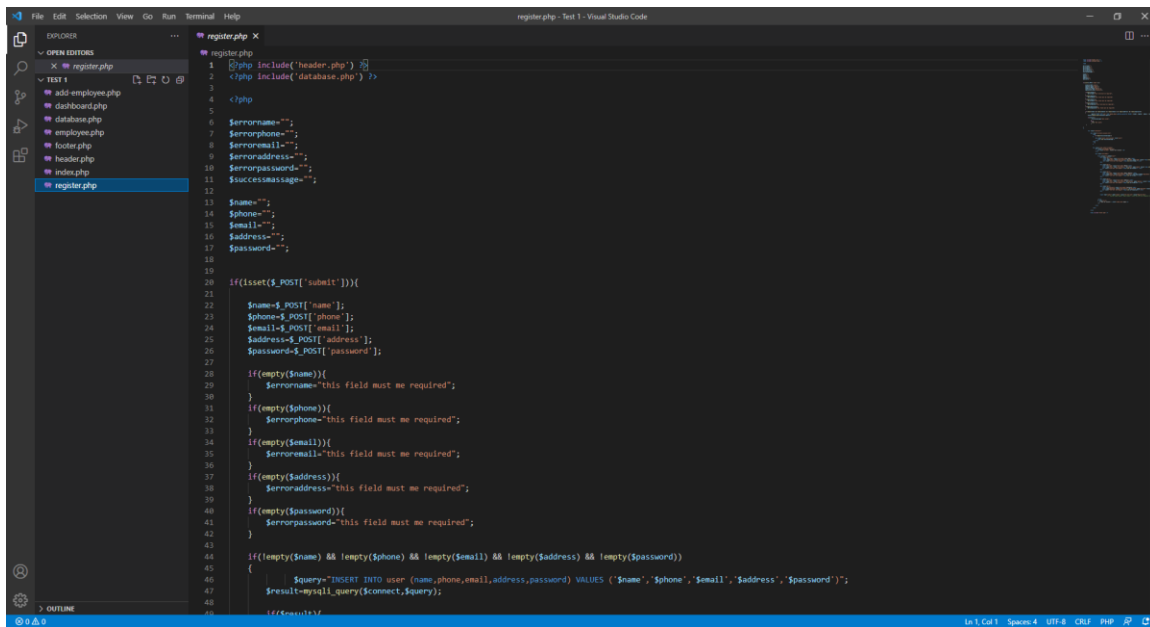 File Edit Selection View Go Run Terminal Help
register.php - Test 1 - Visual Studio Code
EXPLORER
OPEN EDITORS
register.php
TEST 1
add-employee.php
dashboard.php
database.php
employee.php
footer.php
header.php
index.php
register.php
OUTLINE
register.php
register.php
1 <?php include('header.php') ?>
2 <?php include('database.php') ?>
3
4 <?php
5
6 $errorname="";
7 $errorphone="";
8 $erroremail="";
9 $erroraddress="";
10 $errorpassword="";
11 $successmassage="";
12
13 $name="";
14 $phone="";
15 $email="";
16 $address="";
17 $password="";
18
19
20 if(isset($_POST['submit'])){
21
22 $name=$_POST['name'];
23 $phone=$_POST['phone'];
24 $email=$_POST['email'];
25 $address=$_POST['address'];
26 $password=$_POST['password'];
27
28 if(empty($name)){
29 $errorname="this field must me required";
30 }
31 if(empty($phone)){
32 $errorphone="this field must me required";
33 }
34 if(empty($email)){
35 $erroremail="this field must me required";
36 }
37 if(empty($address)){
38 $erroraddress="this field must me required";
39 }
40 if(empty($password)){
41 $errorpassword="this field must me required";
42 }
43
44 if(!empty($name) && !empty($phone) && !empty($email) && !empty($address) && !empty($password))
45 {
46 $query="INSERT INTO user (name,phone,email,address,password) VALUES ('$name','$phone','$email','$address','$password')";
47 $result=mysqli_query($connect,$query);
48
49 if($result){
0 0
Ln 1, Col 1 Spaces: 4 UTF-8 CRLF PHP